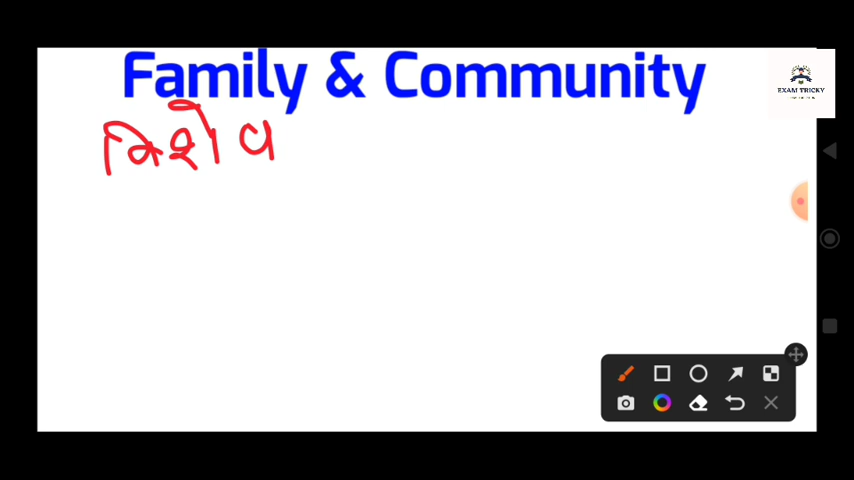 Family & Community
विशेष
EXAM TRICKY